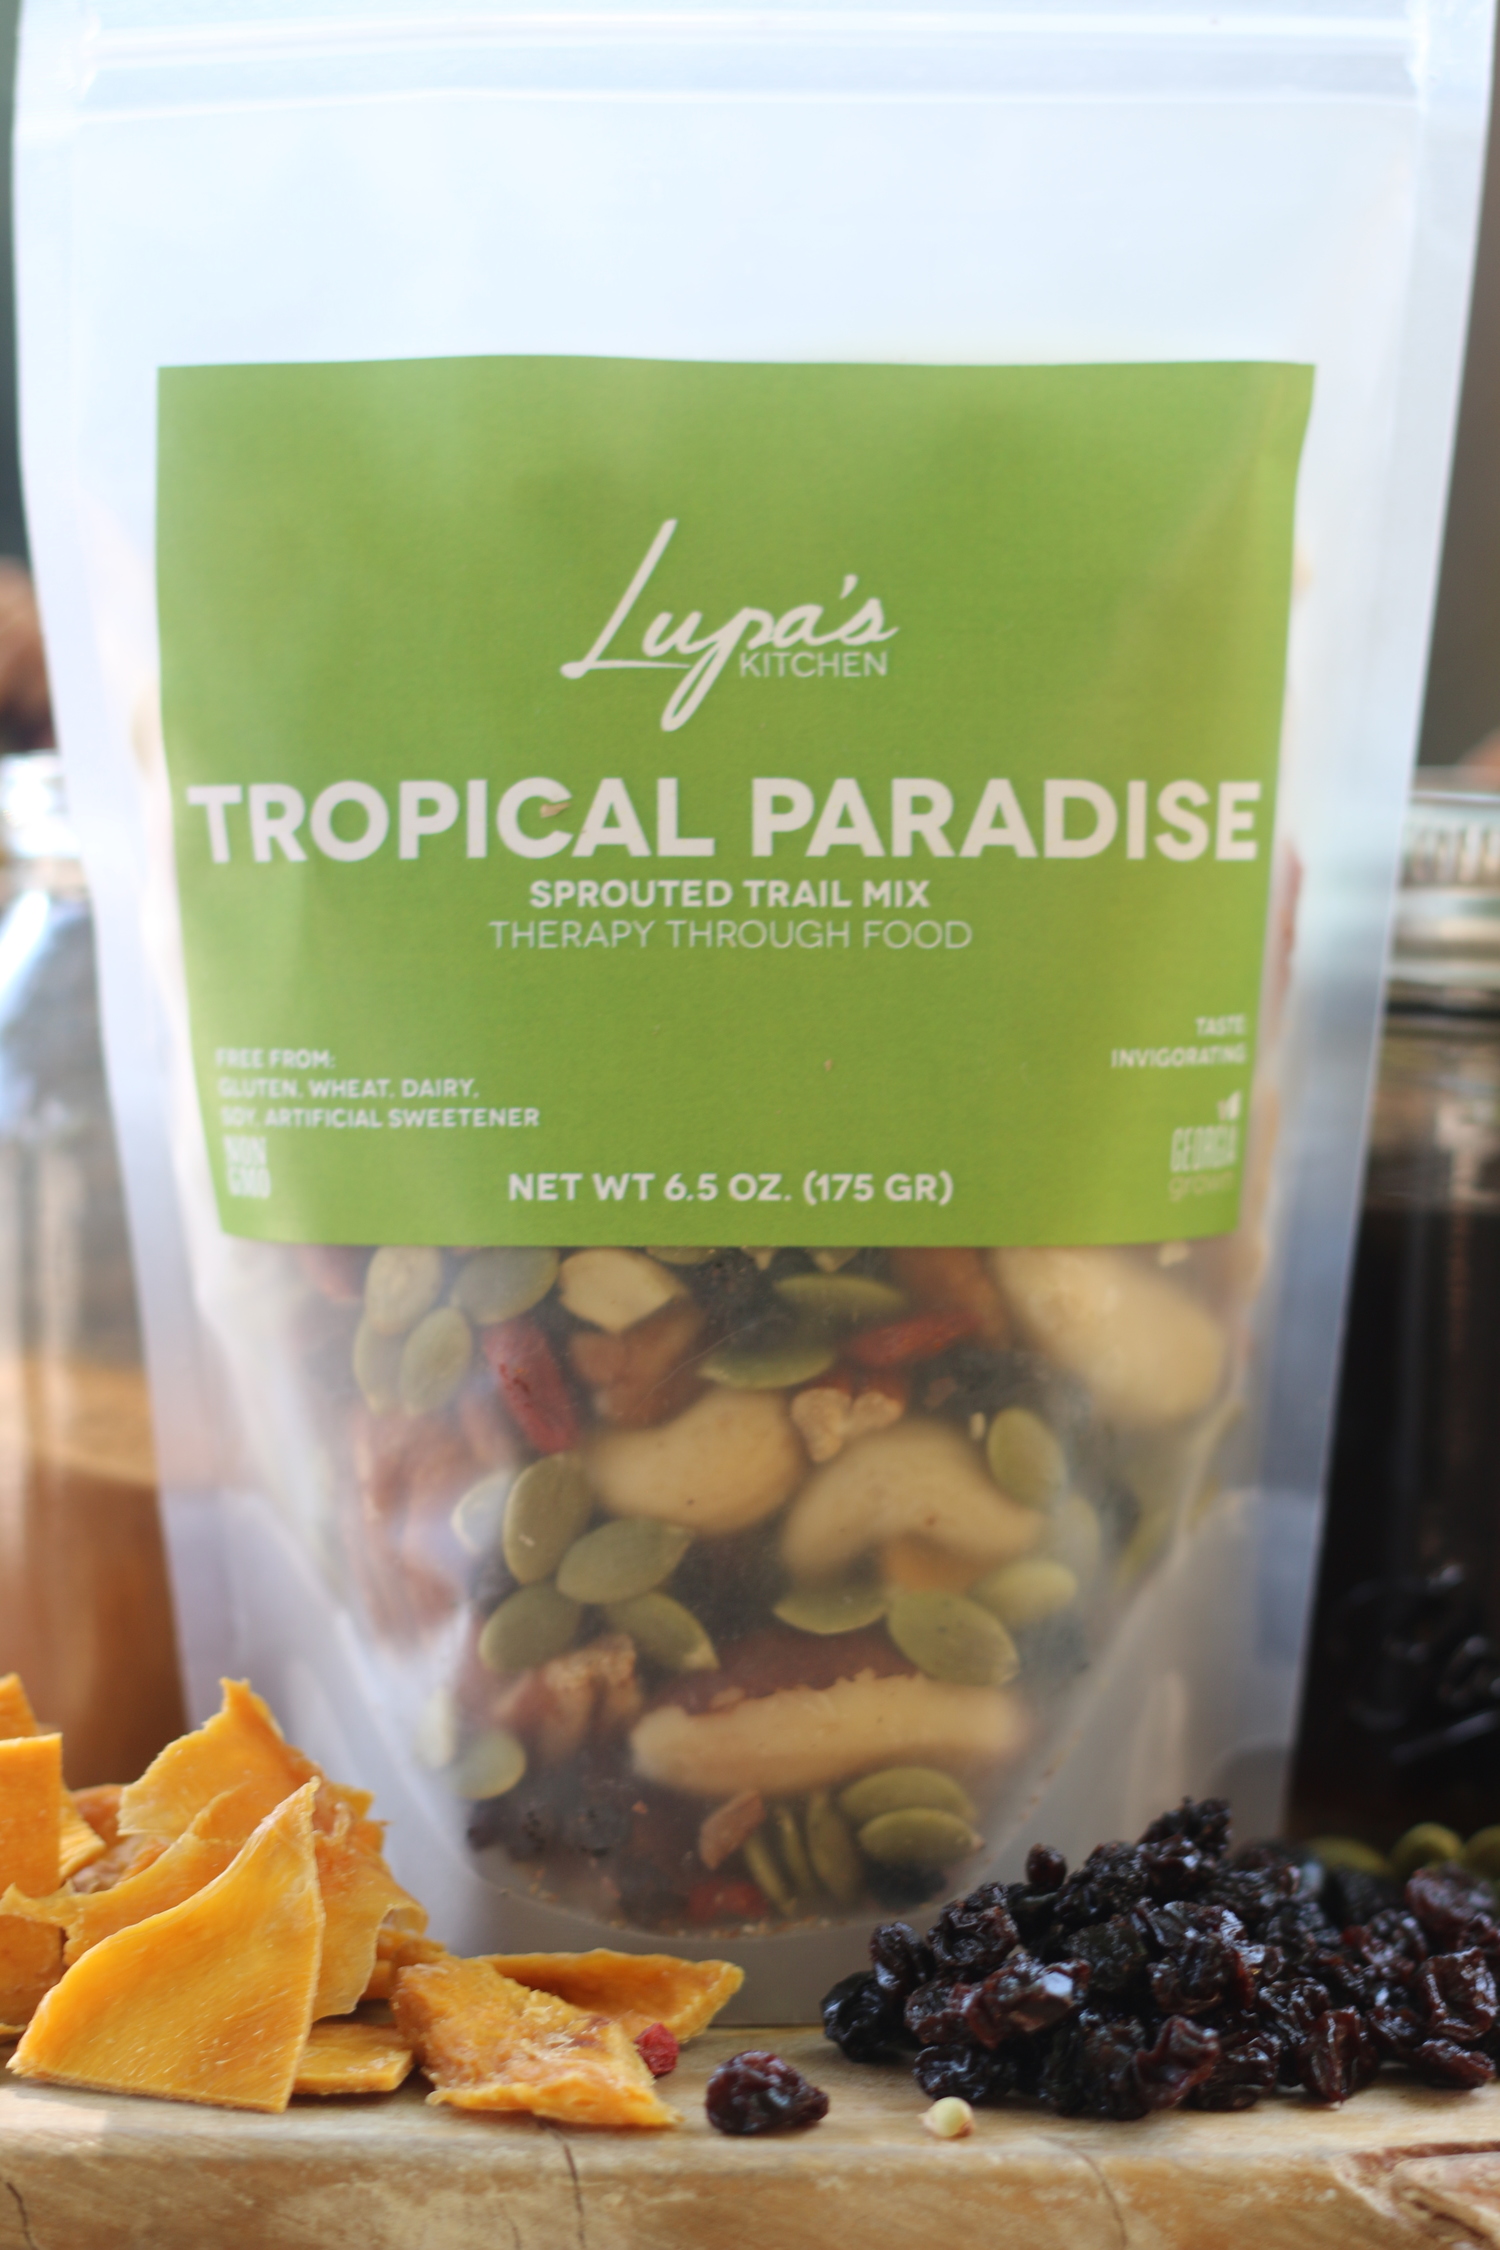 Lupa's
KITCHEN
TROPICAL PARADISE
SPROUTED TRAIL MIX
THERAPY THROUGH FOOD
FREE FROM:
GLUTEN, WHEAT, DAIRY,
SOY, ARTIFICIAL SWEETENER
NON
GMO
TASTE:
INVIGORATING
GEORGIA
grown
NET WT 6.5 OZ. (175 GR)